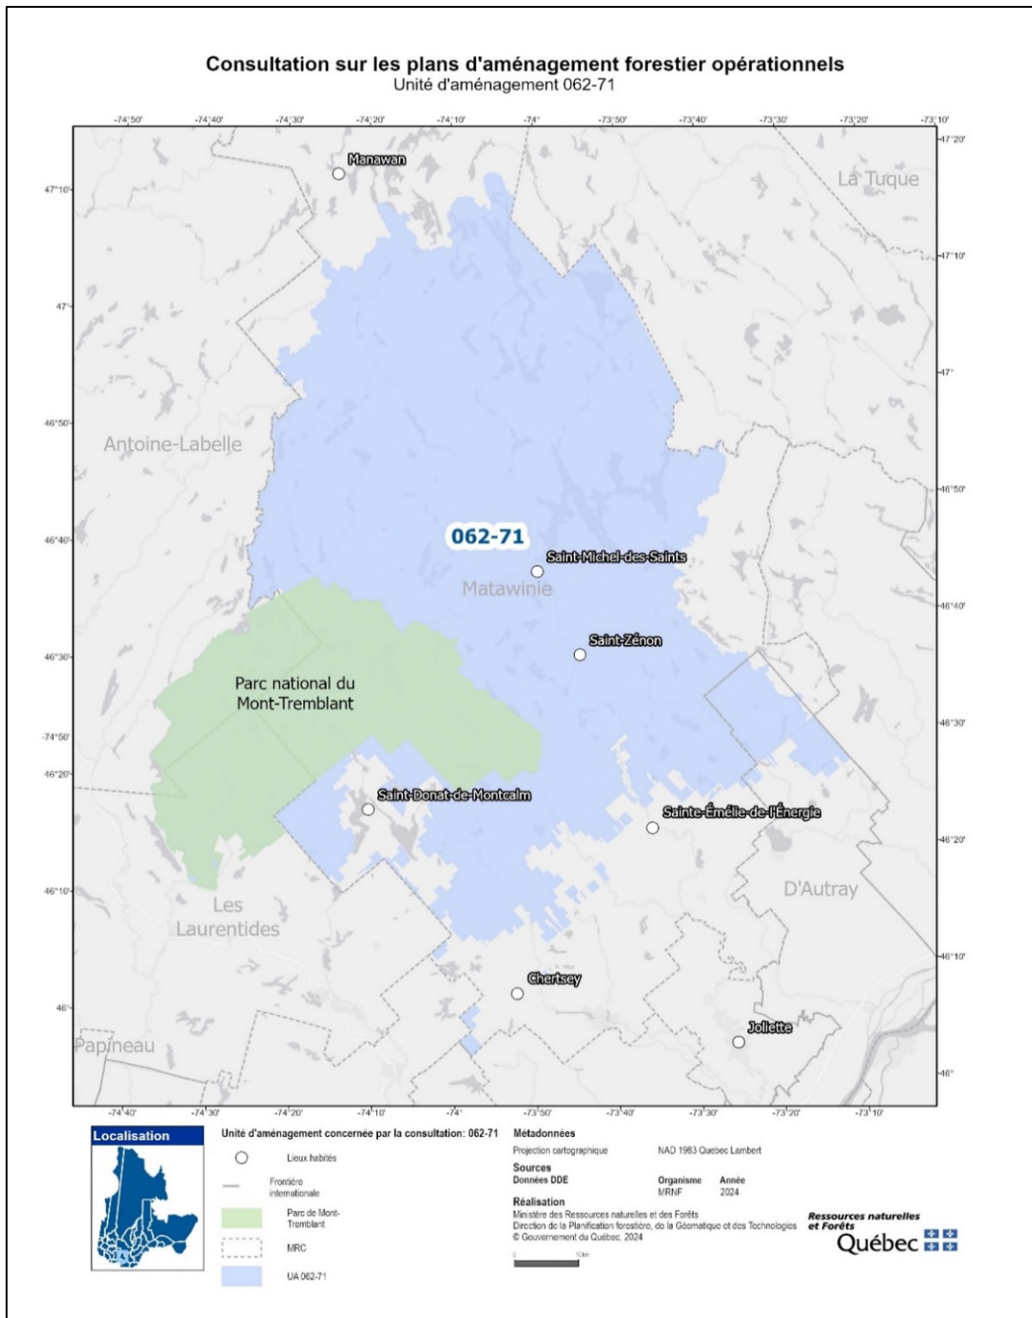 Consultation sur les plans d'aménagement forestier opérationnels
Unité d'aménagement 062-71
-74°50' -74°40' -74°30' -74°20' -74°10' -74° -73°50' -73°40' -73°30' -73°20' -73°10'
47°20'
Manawan
La Tuque
47°10'
47°10'
47°
47°
46°50'
Antoine-Labelle
46°50'
46°40'
062-71
Saint-Michel-des-Saints
Matawinie
46°40'
Saint-Zénon
46°30'
Parc national du
Mont-Tremblant
46°30'
-74°50'
46°20'
Saint-Donat-de-Montcalm
Sainte-Émélie-de-l'Énergie
46°20'
46°10'
D'Autray
Les
Laurentides
46°10'
Chertsey
46°
Joliette
Papineau
46°
-74°40' -74°30' -74°20' -74°10' -74° -73°50' -73°40' -73°30' -73°20' -73°10'
Localisation
Unité d'aménagement concernée par la consultation: 062-71
Lieux habités
Frontière
internationale
Parc de Mont-
Tremblant
MRC
UA 062-71
Métadonnées
Projection cartographique NAD 1983 Quebec Lambert
Sources
Données DDE Organisme Année
MRNF 2024
Réalisation
Ministère des Ressources naturelles et des Forêts
Direction de la Planification forestière, de la Géomatique et des Technologies
© Gouvernement du Québec, 2024
0 10 km
Ressources naturelles
et Forêts
Québec